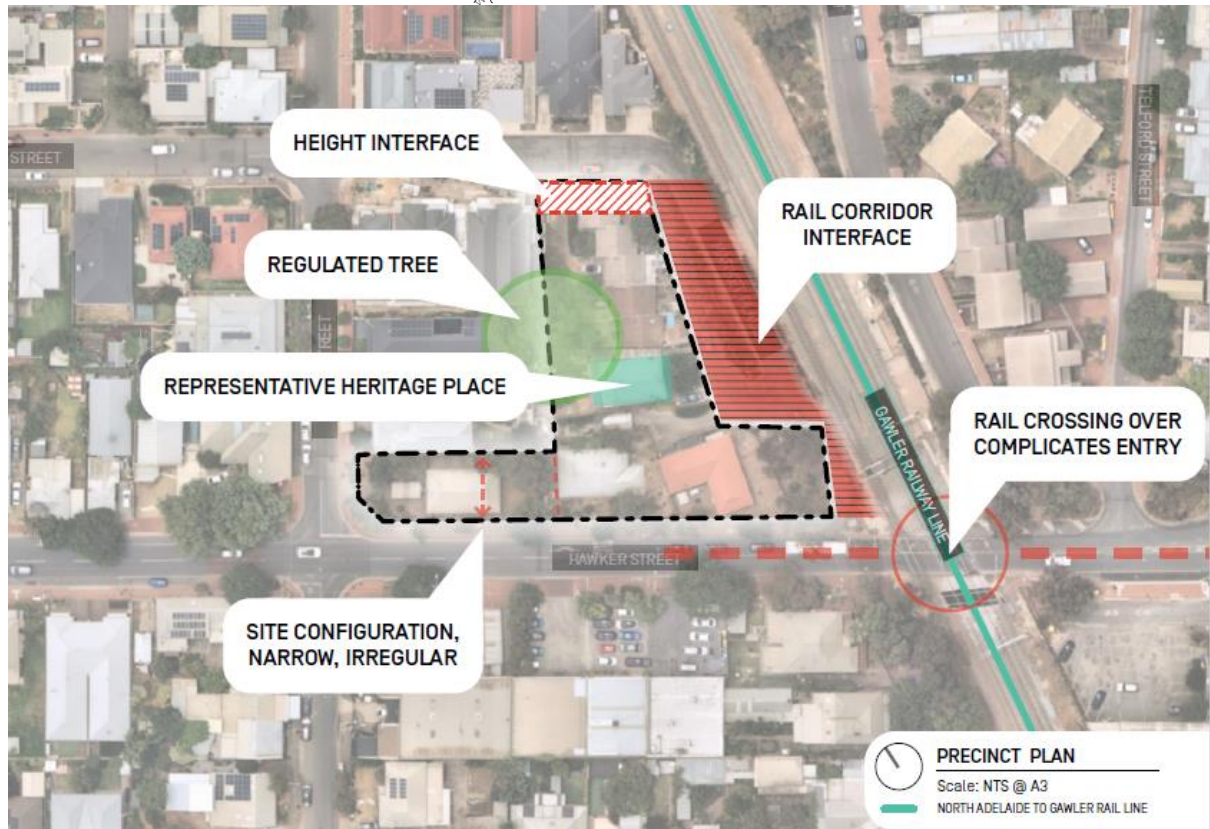 HEIGHT INTERFACE
STREET
TELFORD STREET
RAIL CORRIDOR
INTERFACE
REGULATED TREE
REET
REPRESENTATIVE HERITAGE PLACE
GAWLER RAILWAY LINE
RAIL CROSSING OVER
COMPLICATES ENTRY
HAWKER STREET
SITE CONFIGURATION,
NARROW, IRREGULAR
PRECINCT PLAN
Scale: NTS @ A3
NORTH ADELAIDE TO GAWLER RAIL LINE